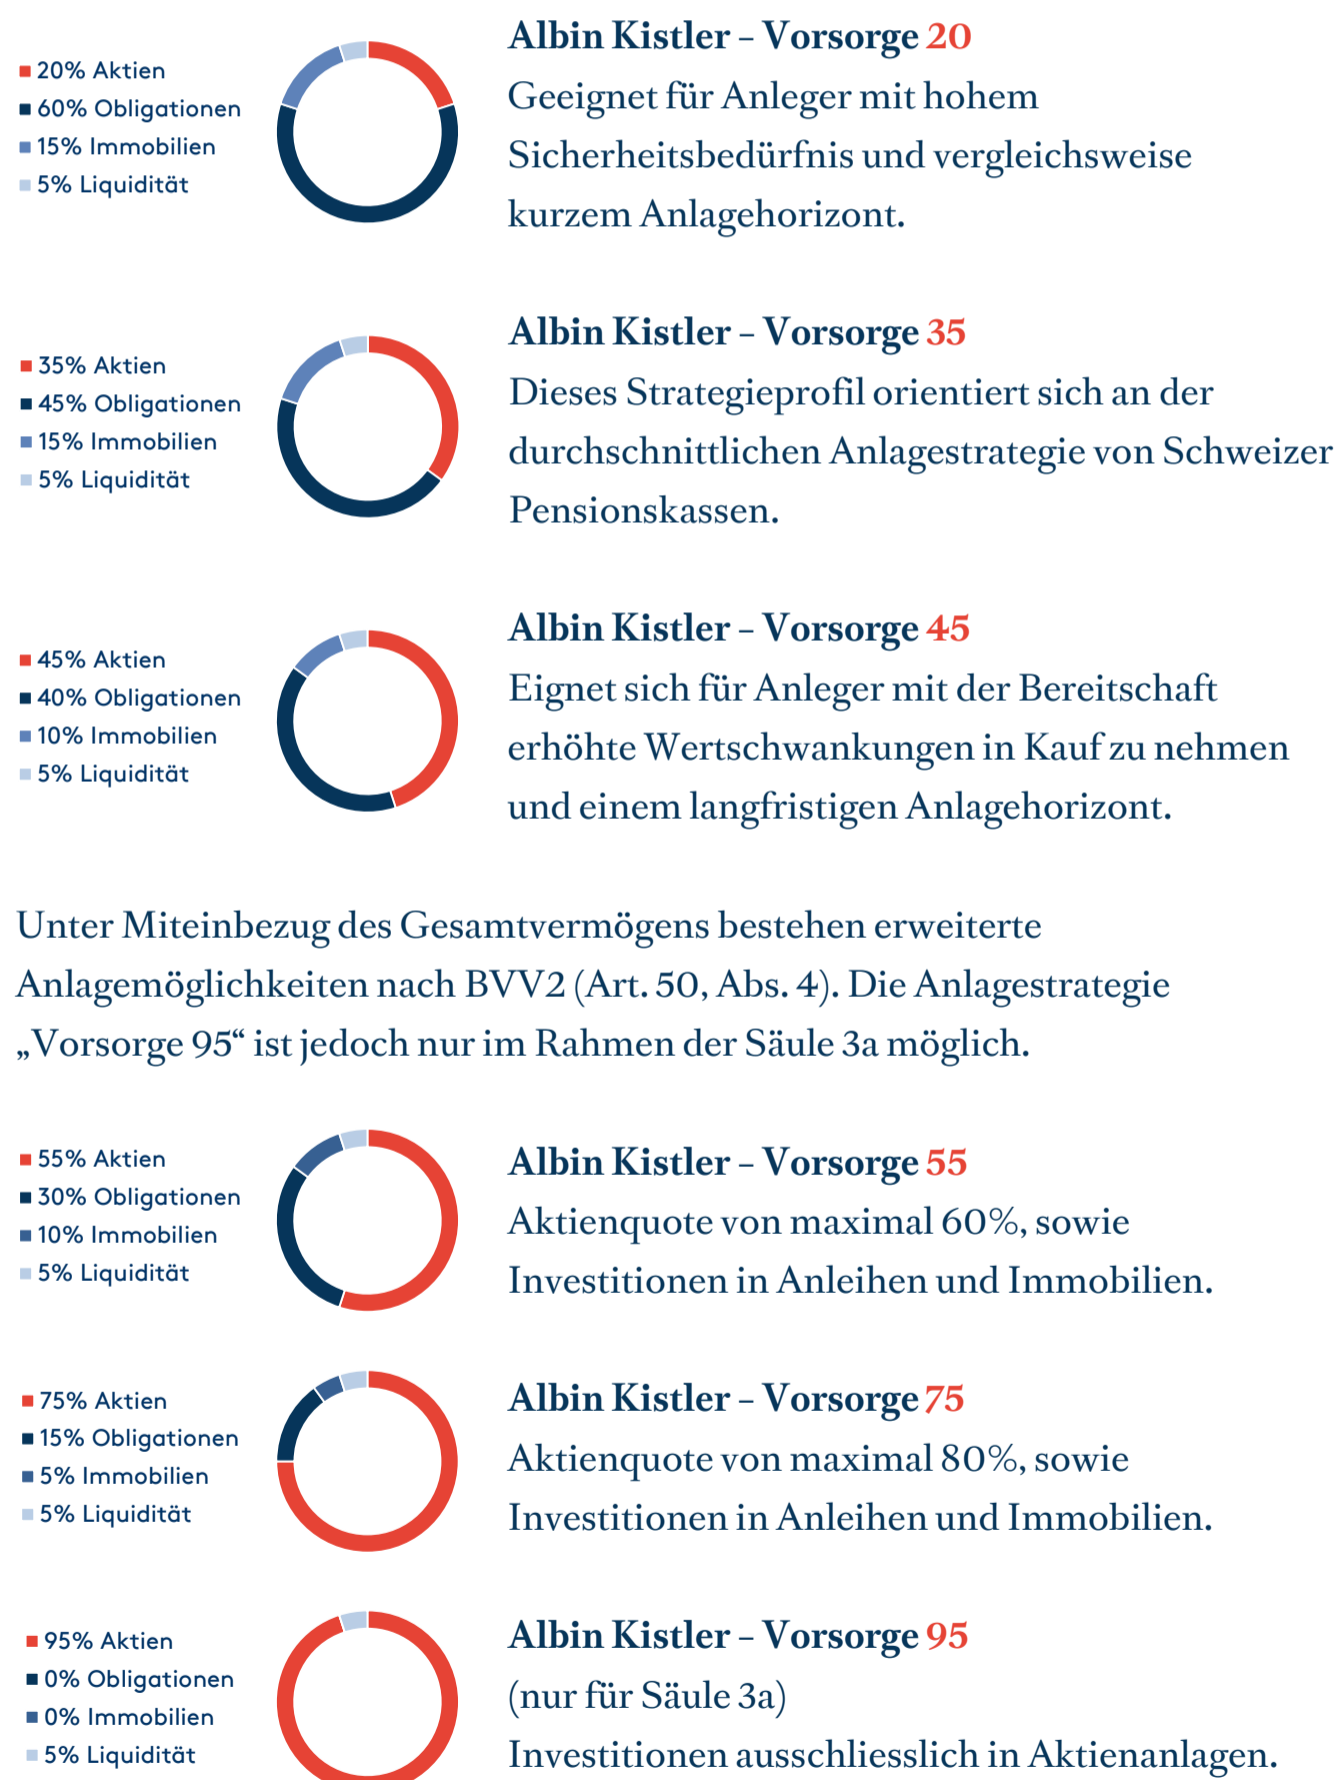 20% Aktien
60% Obligationen
15% Immobilien
5% Liquidität
Albin Kistler – Vorsorge 20
Geeignet für Anleger mit hohem
Sicherheitsbedürfnis und vergleichsweise
kurzem Anlagehorizont.
35% Aktien
45% Obligationen
15% Immobilien
5% Liquidität
Albin Kistler – Vorsorge 35
Dieses Strategieprofil orientiert sich an der
durchschnittlichen Anlagestrategie von Schweizer
Pensionskassen.
45% Aktien
40% Obligationen
10% Immobilien
5% Liquidität
Albin Kistler – Vorsorge 45
Eignet sich für Anleger mit der Bereitschaft
erhöhte Wertschwankungen in Kauf zu nehmen
und einem langfristigen Anlagehorizont.
Unter Miteinbezug des Gesamtvermögens bestehen erweiterte
Anlagemöglichkeiten nach BVV2 (Art. 50, Abs. 4). Die Anlagestrategie
„Vorsorge 95“ ist jedoch nur im Rahmen der Säule 3a möglich.
55% Aktien
30% Obligationen
10% Immobilien
5% Liquidität
Albin Kistler – Vorsorge 55
Aktienquote von maximal 60%, sowie
Investitionen in Anleihen und Immobilien.
75% Aktien
15% Obligationen
5% Immobilien
5% Liquidität
Albin Kistler – Vorsorge 75
Aktienquote von maximal 80%, sowie
Investitionen in Anleihen und Immobilien.
95% Aktien
0% Obligationen
0% Immobilien
5% Liquidität
Albin Kistler – Vorsorge 95
(nur für Säule 3a)
Investitionen ausschliesslich in Aktienanlagen.